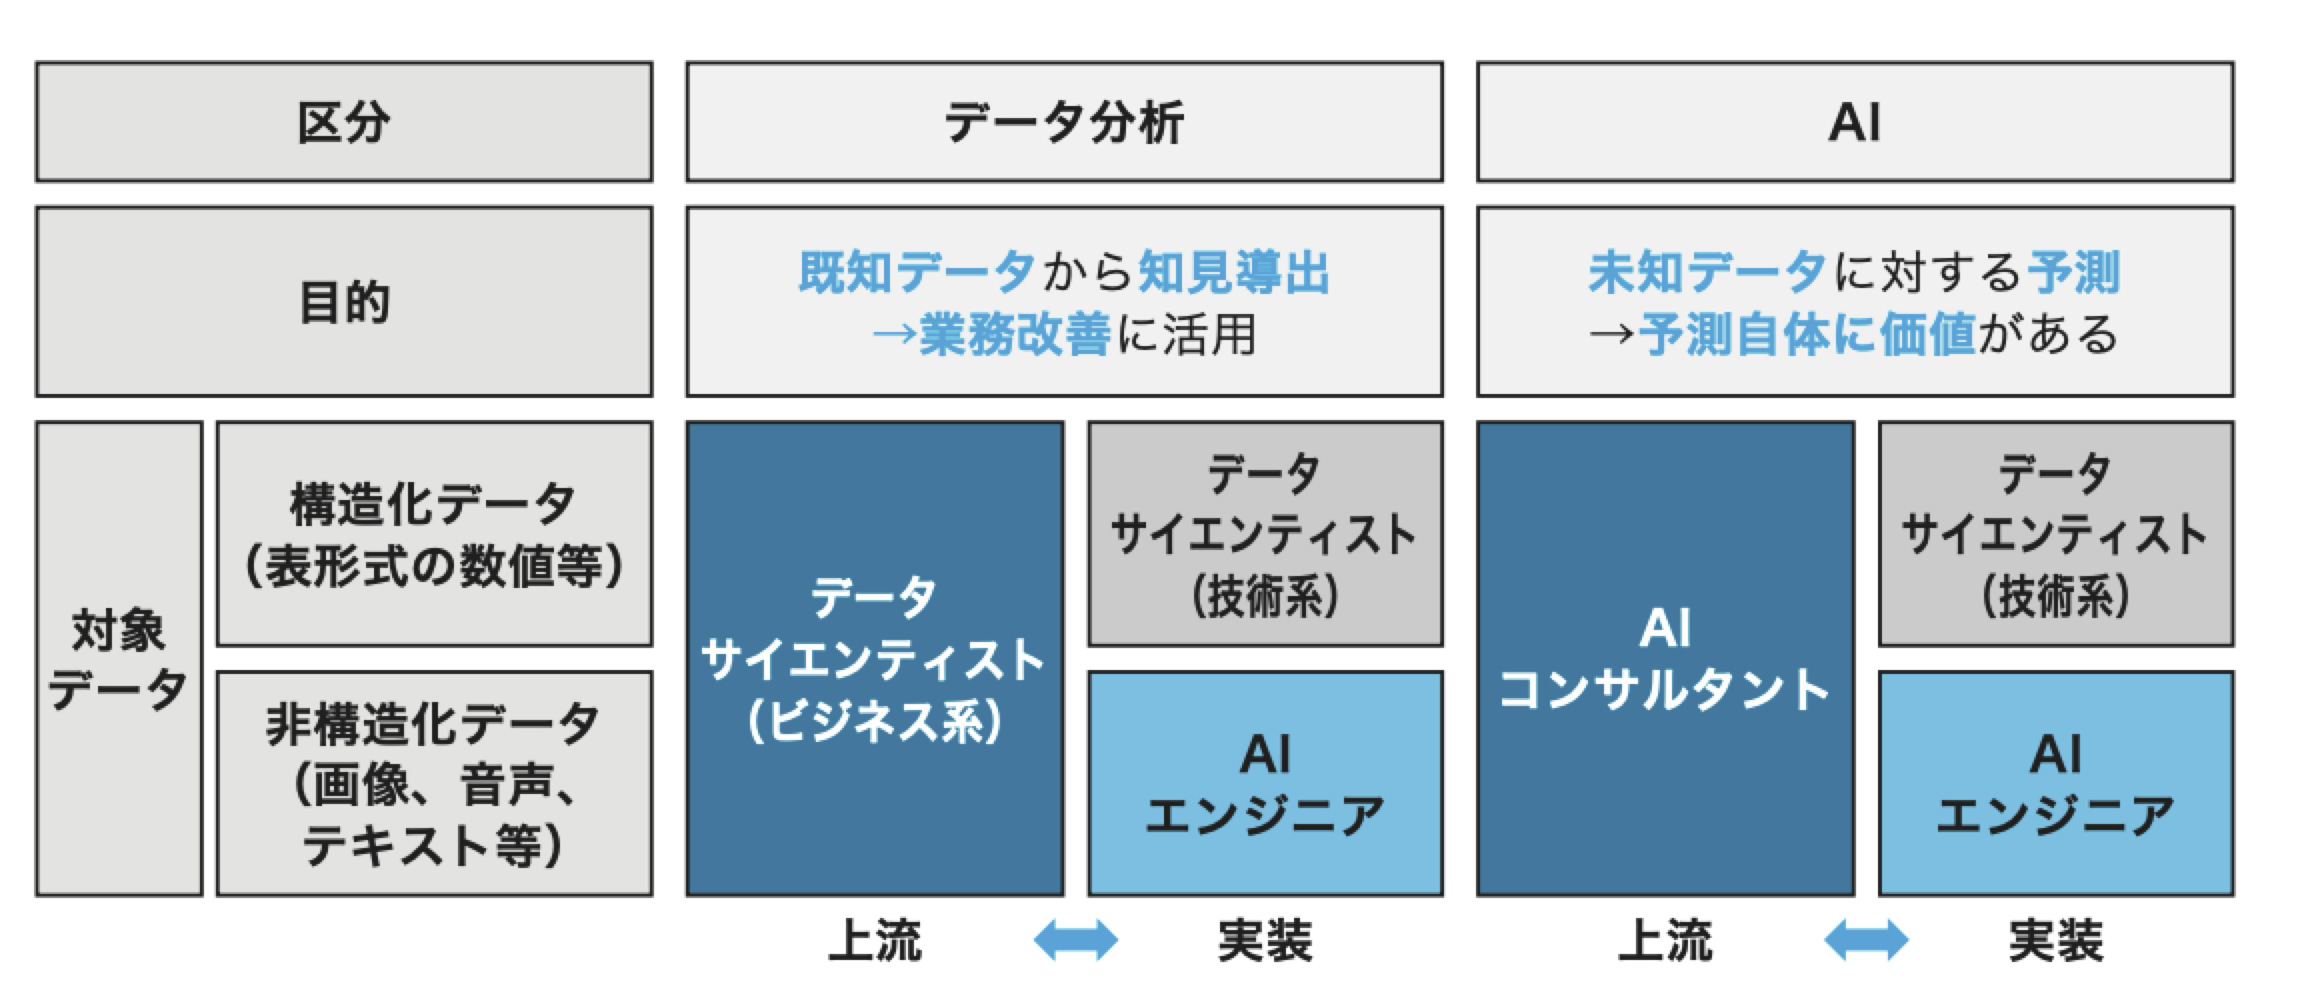 区分
データ分析
AI
目的
既知データから知見導出
→業務改善に活用
未知データに対する予測
→予測自体に価値がある
対象
データ
構造化データ
（表形式の数値等）
非構造化データ
（画像、音声、
テキスト等）
データ
サイエンティスト
（ビジネス系）
データ
サイエンティスト
（技術系）
AI
エンジニア
AI
コンサルタント
データ
サイエンティスト
（技術系）
AI
エンジニア
上流
実装
上流
実装